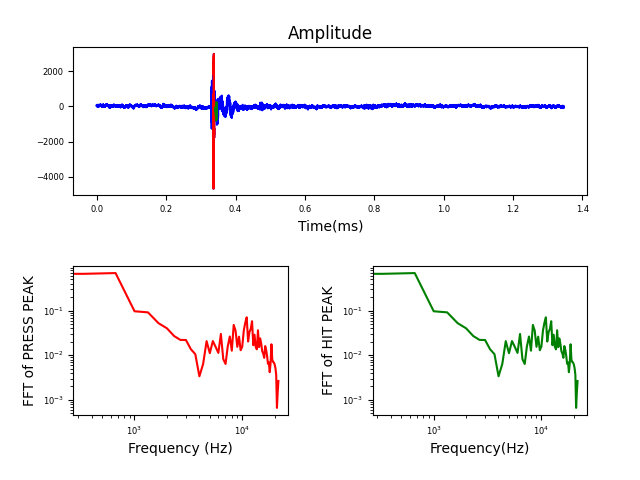 Amplitude
2000
0
−2000
−4000
0.0 0.2 0.4 0.6 0.8 1.0 1.2 1.4
Time(ms)
FFT of PRESS PEAK
10⁻¹
10⁻²
10⁻³
10³ 10⁴
Frequency (Hz)
FFT of HIT PEAK
10⁻¹
10⁻²
10⁻³
10³ 10⁴
Frequency(Hz)